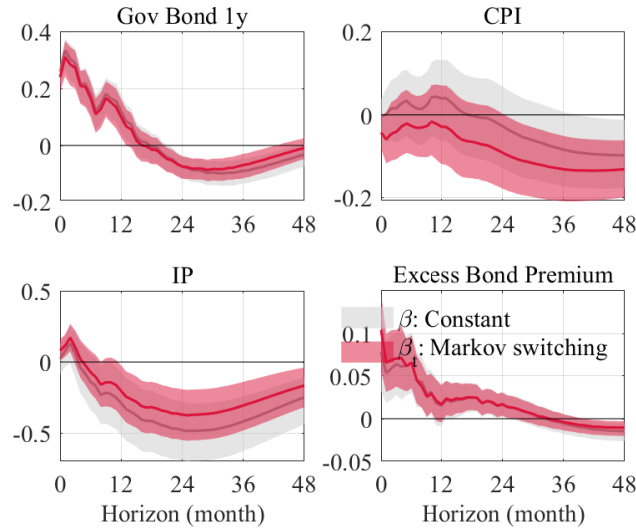 Gov Bond 1y
CPI
0.4
0.2
0
-0.2
0 12 24 36 48
0.2
0
-0.2
0 12 24 36 48
IP
Excess Bond Premium
0.5
0
-0.5
0 12 24 36 48
Horizon (month)
0.1
0.05
0
-0.05
0 12 24 36 48
Horizon (month)
β: Constant
βt: Markov switching